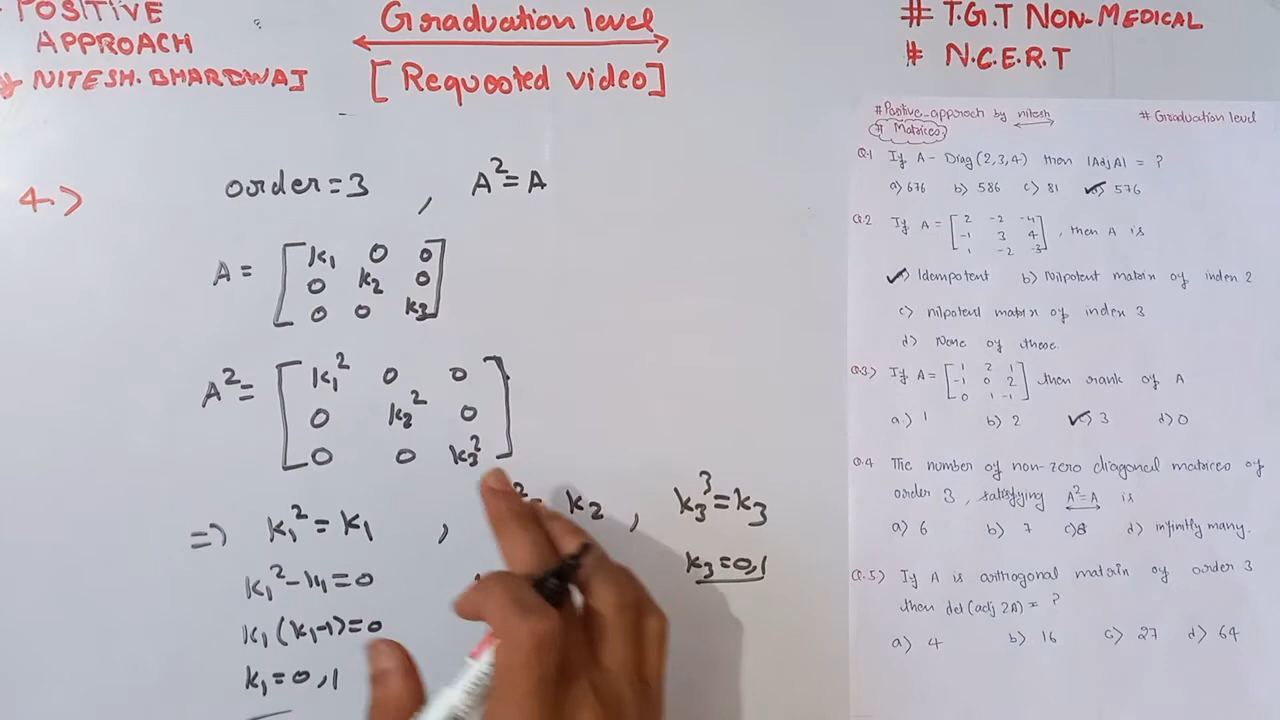 POSITIVE
APPROACH
NITESH.BHARDWAJ
Graduation level
[Requested video]
# T.G.T NON-MEDICAL
# N.C.E.R.T
4.>
order=3 , A²=A
A= [k₁ 0 0
0 k₂ 0
0 0 k₃]
A²= [k₁² 0 0
0 k₂² 0
0 0 k₃²]
=> k₁²=k₁ , ²= k₂ , k₃³=k₃
k₁²-k₁=0
k₃=0,1
k₁(k₁-1)=0
k₁=0,1
#Positive_approach by nitesh # Graduation level
# Matrices
Q.1 If A- Diag(2,3,4) then |AdjA| = ?
a) 676 b) 586 c) 81 d) 576
Q.2 If A= [2 -2 -4
-1 3 4
1 -2 -3] , then A is
Idempotent b) Nilpotent matrix of index 2
c) nilpotent matrix of index 3
d) None of these
Q.3) If A= [1 2 1
-1 0 2
0 1 -1] then rank of A
a.) 1 b) 2 c) 3 d) 0
Q.4 The number of non-zero diagonal matrices of
order 3, satisfying A²=A is
a) 6 b) 7 c) 8 d) infinitly many.
Q.5) If A is orthogonal matrix of order 3
then det(adj 2A) = ?
a) 4 b) 16 c) 27 d) 64